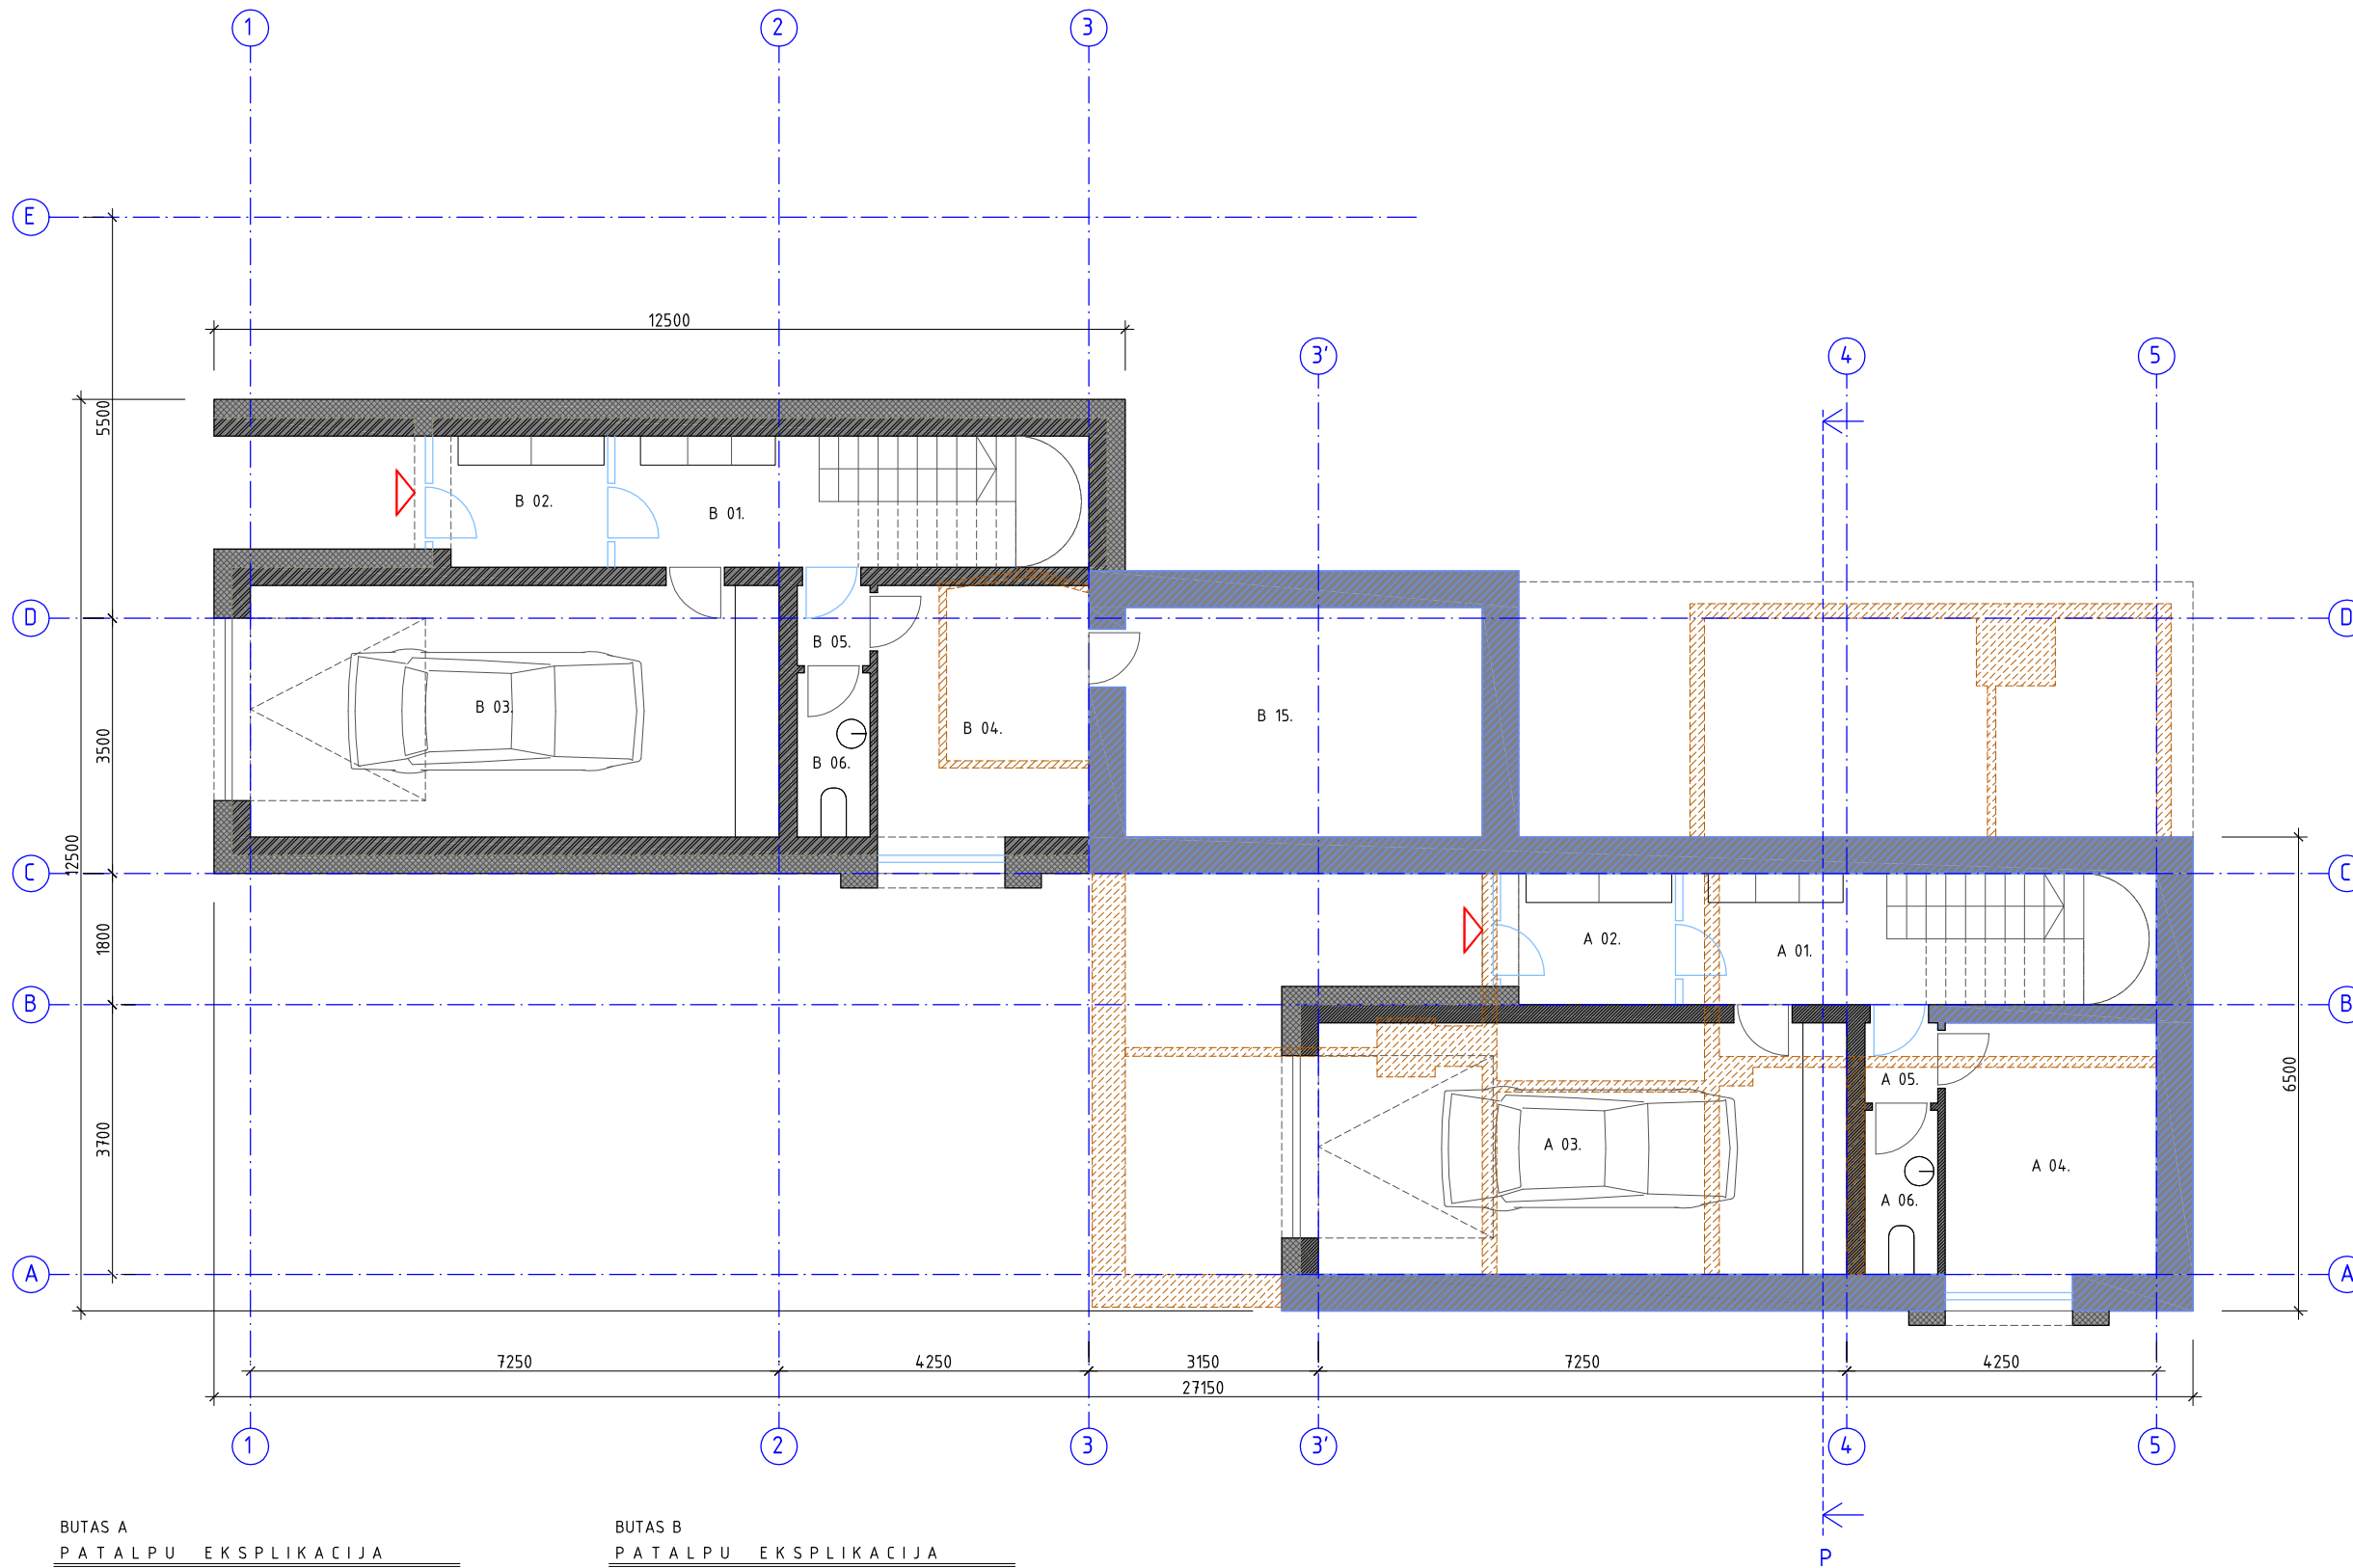 1 2 3
E
12500
3' 4 5
5500
B 02. B 01.
D D
B 05.
B 03. B 04. B 15.
3500
B 06.
12500
C C
A 02. A 01.
1800
B B
A 05.
6500
3700
A 03. A 04.
A 06.
A A
7250 4250 3150 7250 4250
27150
1 2 3 3' 4 5
BUTAS A BUTAS B
PATALPU EKSPLIKACIJA PATALPU EKSPLIKACIJA
P